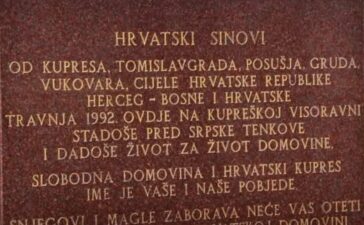 HRVATSKI SINOVI
OD KUPRESA, TOMISLAVGRADA, POSUŠJA, GRUDA,
VUKOVARA, CIJELE HRVATSKE REPUBLIKE
HERCEG - BOSNE I HRVATSKE
TRAVNJA 1992. OVDJE NA KUPREŠKOJ VISORAVNI
STADOŠE PRED SRPSKE TENKOVE
I DADOŠE ŽIVOT ZA ŽIVOT DOMOVINE,
SLOBODNA DOMOVINA I HRVATSKI KUPRES
IME JE VAŠE I NAŠE POBJEDE.
SNJEGOVI I MAGLE ZABORAVA NEĆE VAS OTETI
DOMOVINI